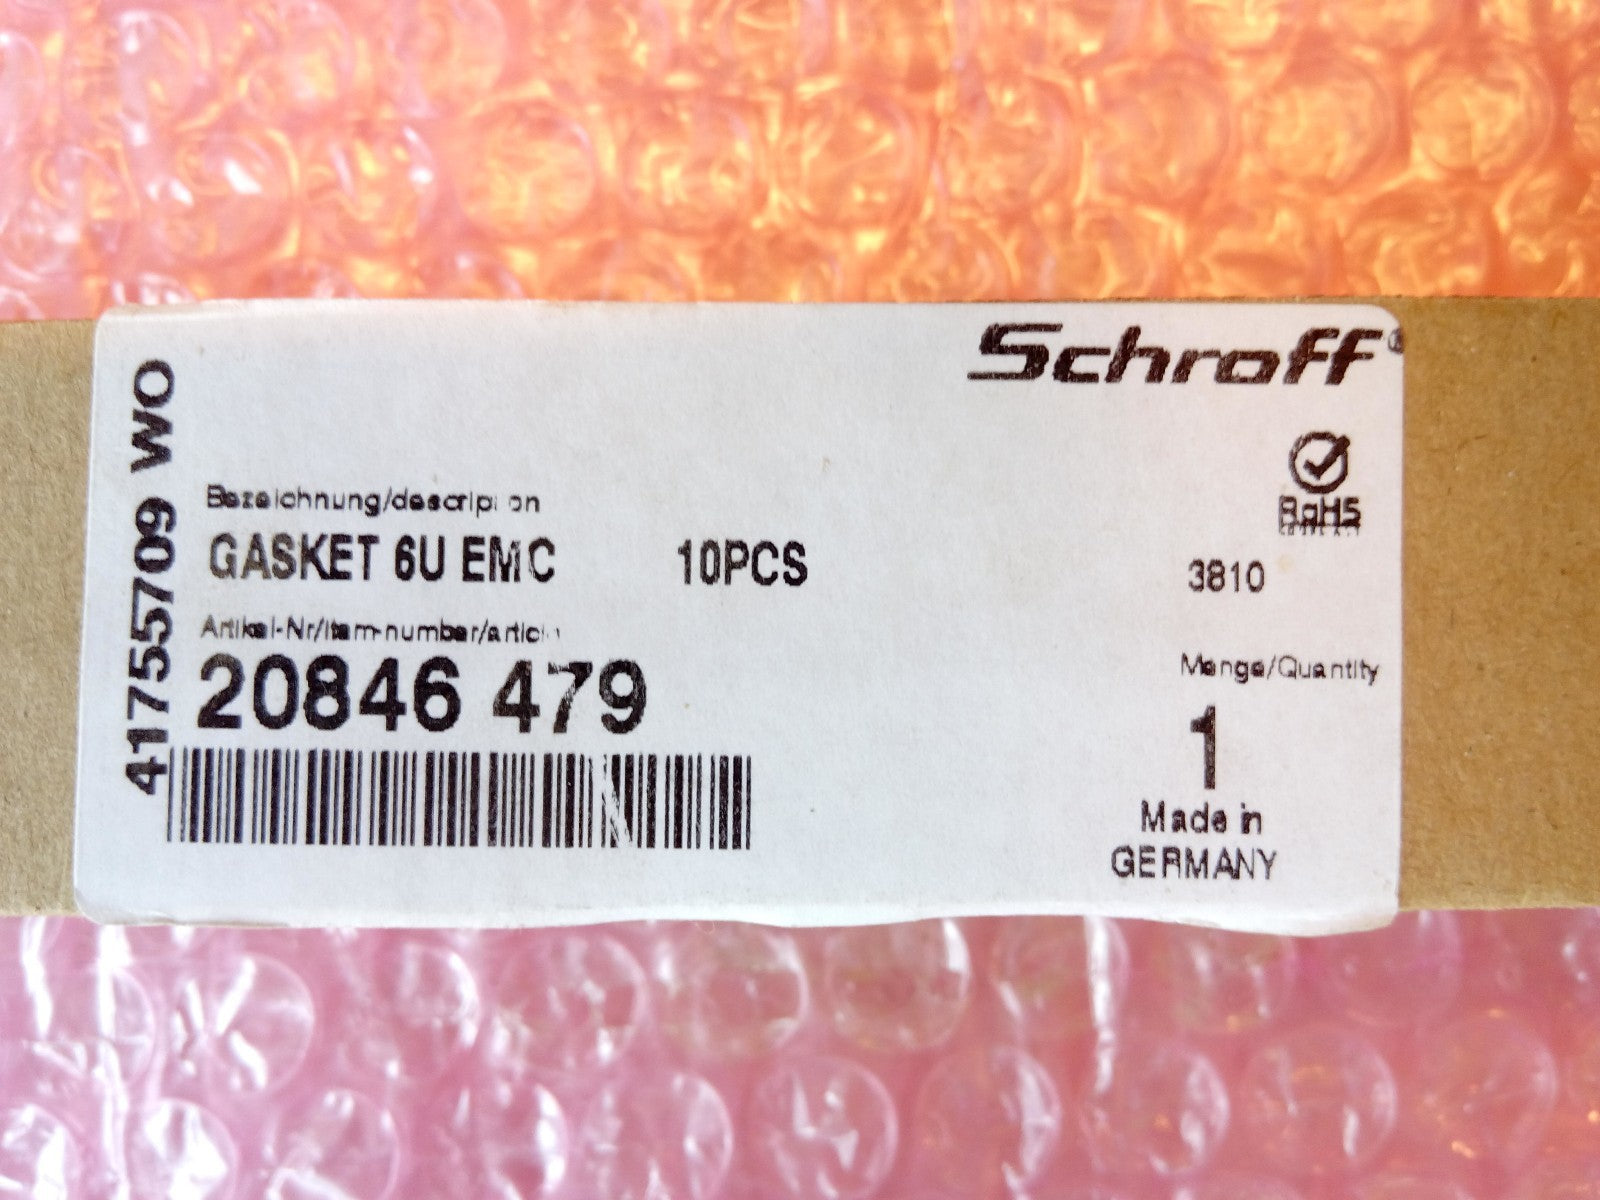 Schroff®
41755709 WO
Bezeichnung/description
GASKET 6U EMC 10PCS
RoHS
3810
Artikel-Nr/item-number/article
20846 479
Menge/Quantity
1
Made in
GERMANY